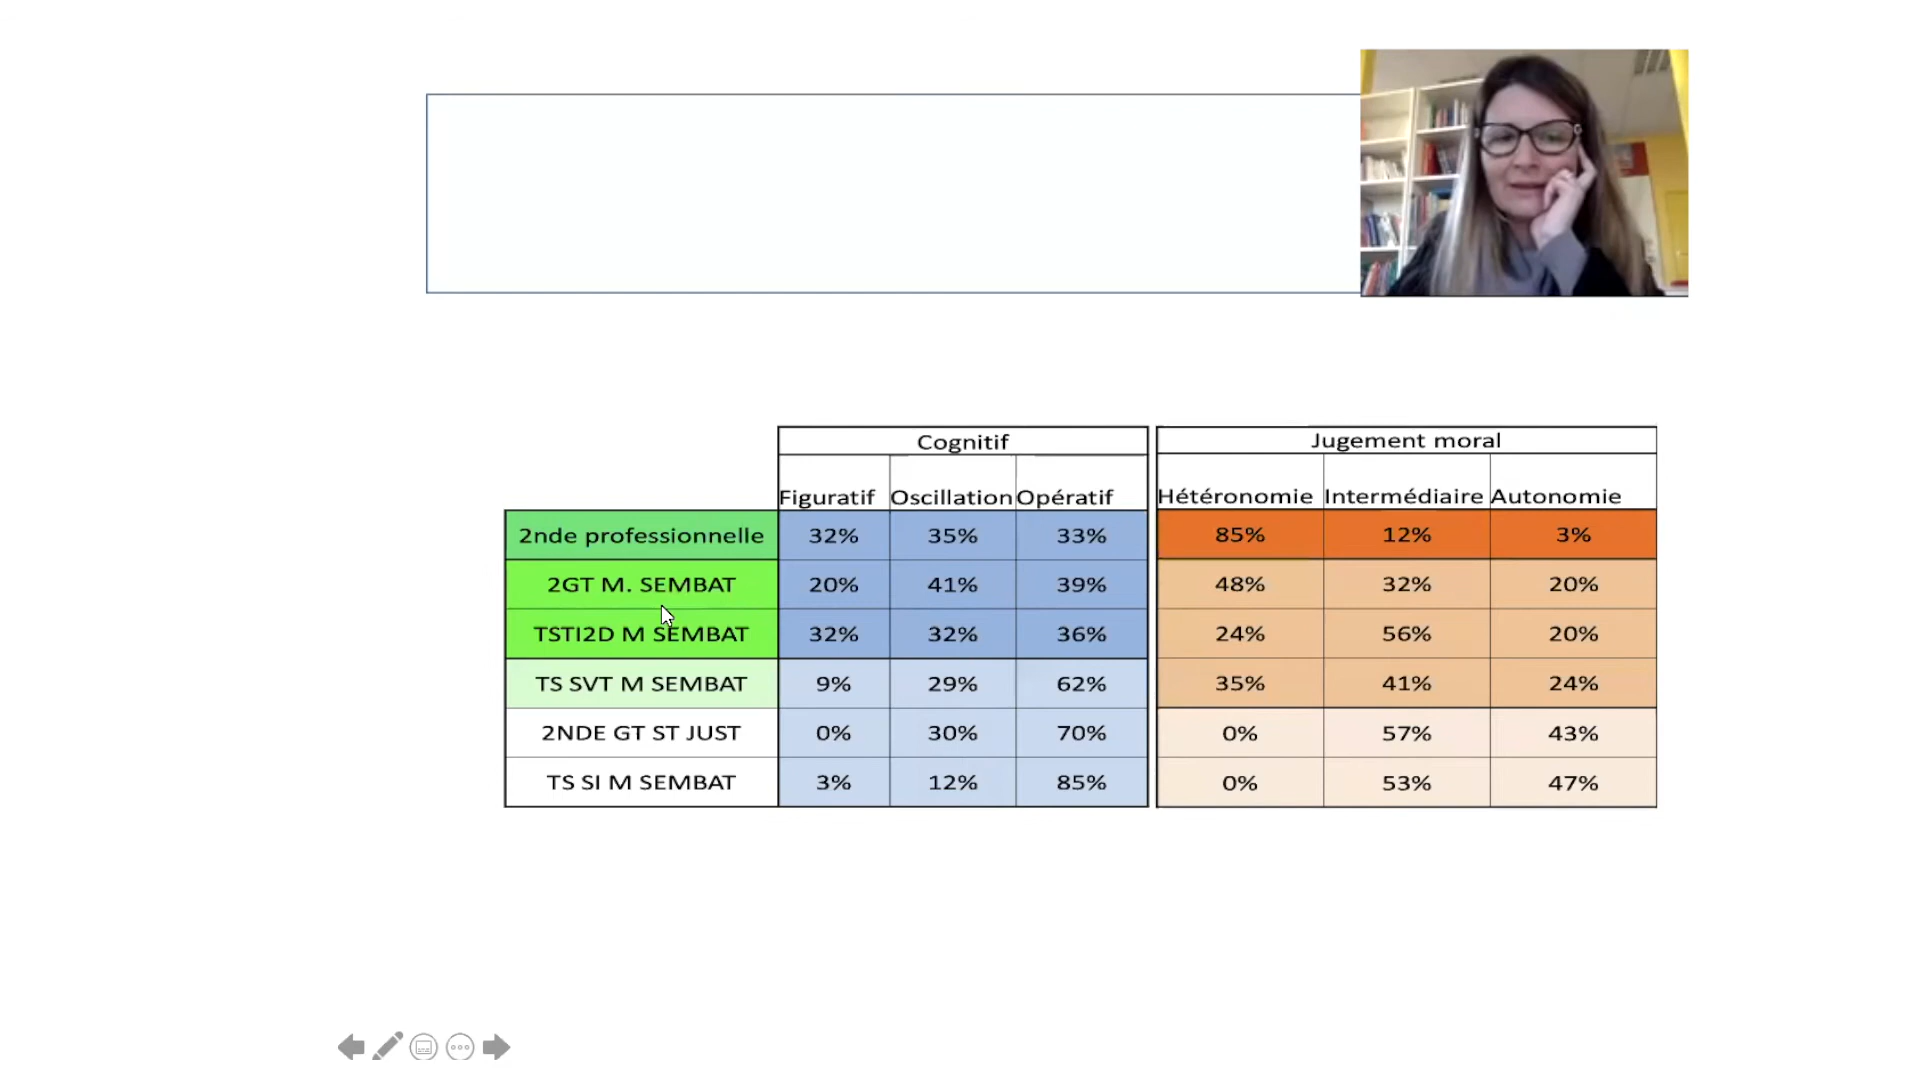 Cognitif Jugement moral
Figuratif Oscillation Opératif Hétéronomie Intermédiaire Autonomie
2nde professionnelle 32% 35% 33% 85% 12% 3%
2GT M. SEMBAT 20% 41% 39% 48% 32% 20%
TSTI2D M SEMBAT 32% 32% 36% 24% 56% 20%
TS SVT M SEMBAT 9% 29% 62% 35% 41% 24%
2NDE GT ST JUST 0% 30% 70% 0% 57% 43%
TS SI M SEMBAT 3% 12% 85% 0% 53% 47%